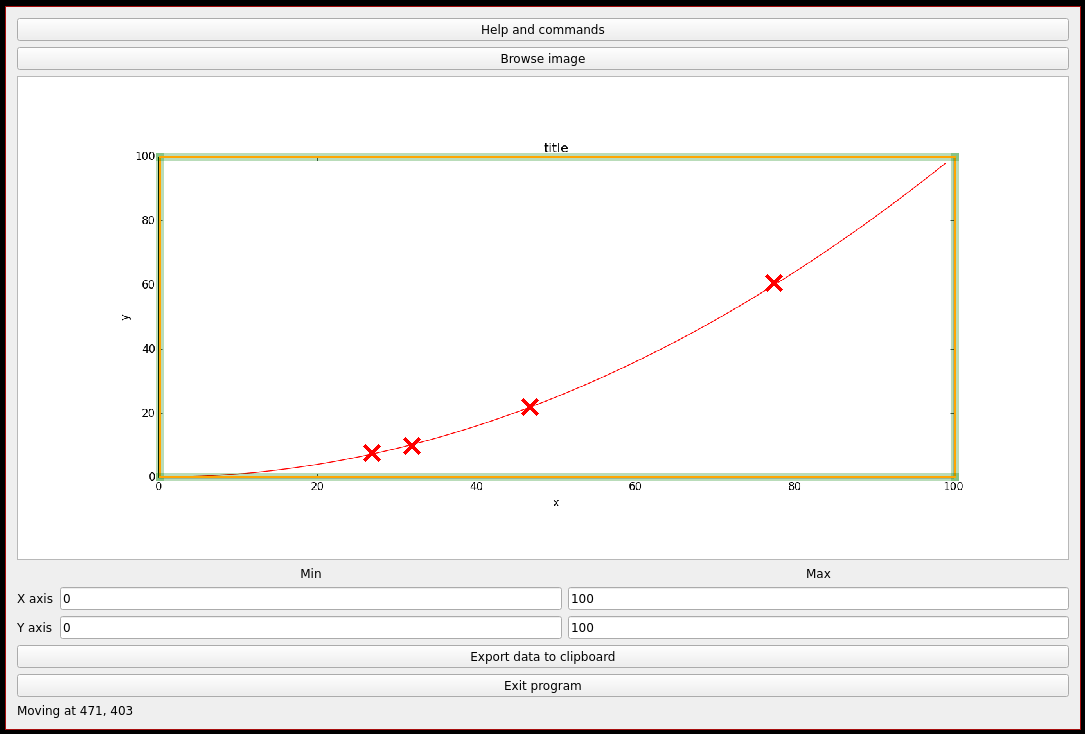 Help and commands
Browse image
title
100
80
60
y
40
20
0
0 20 40 60 80 100
x
Min Max
X axis 0 100
Y axis 0 100
Export data to clipboard
Exit program
Moving at 471, 403